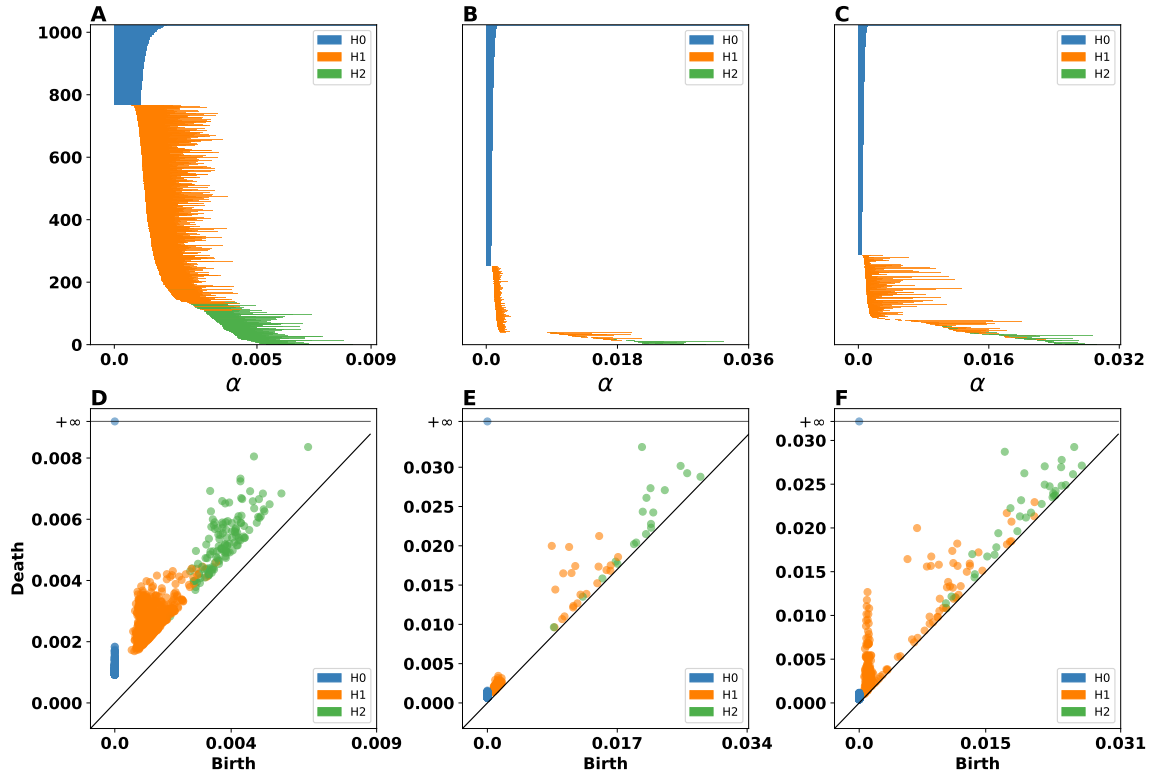 A
B
C
1000
800
600
400
200
0
H0
H1
H2
H0
H1
H2
H0
H1
H2
0.0
0.005
0.009
0.0
0.018
0.036
0.0
0.016
0.032
α
α
α
D
E
F
+∞
0.008
0.006
0.004
0.002
0.000
Death
H0
H1
H2
0.0
0.004
0.009
Birth
+∞
0.030
0.025
0.020
0.015
0.010
0.005
0.000
H0
H1
H2
0.0
0.017
0.034
Birth
+∞
0.030
0.025
0.020
0.015
0.010
0.005
0.000
H0
H1
H2
0.0
0.015
0.031
Birth